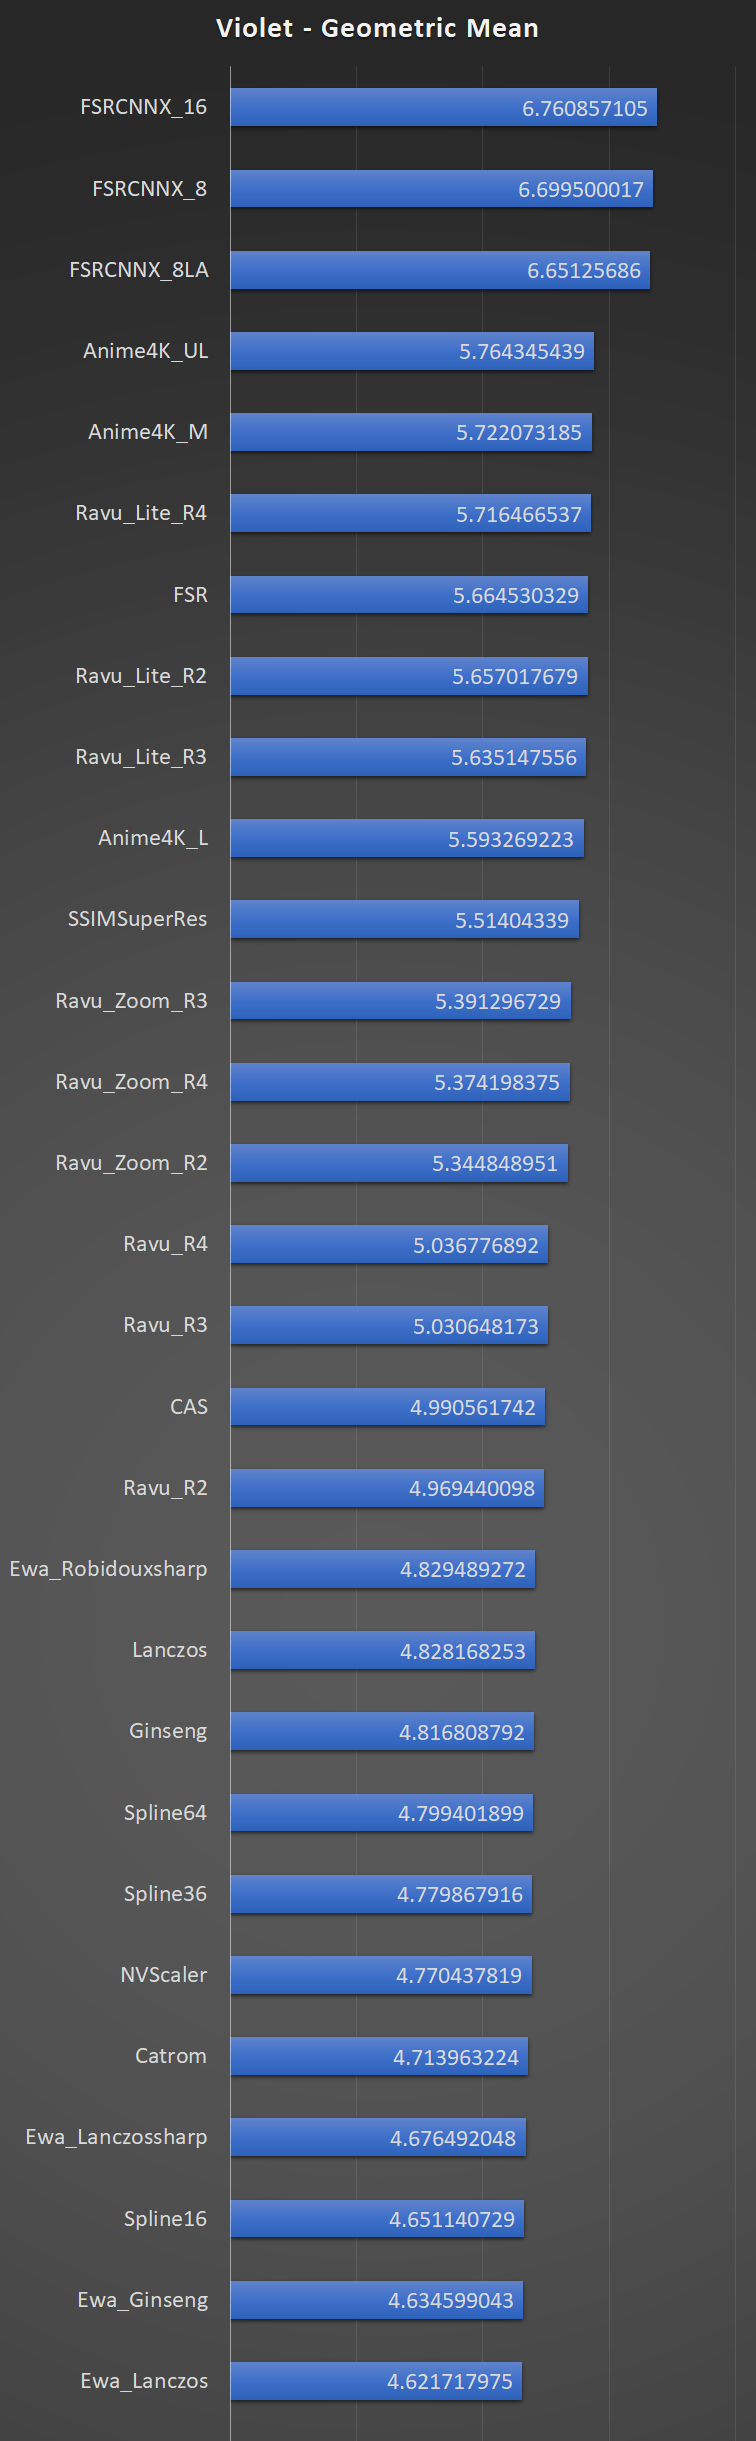 Violet - Geometric Mean
FSRCNNX_16 6.760857105
FSRCNNX_8 6.699500017
FSRCNNX_8LA 6.65125686
Anime4K_UL 5.764345439
Anime4K_M 5.722073185
Ravu_Lite_R4 5.716466537
FSR 5.664530329
Ravu_Lite_R2 5.657017679
Ravu_Lite_R3 5.635147556
Anime4K_L 5.593269223
SSIMSuperRes 5.51404339
Ravu_Zoom_R3 5.391296729
Ravu_Zoom_R4 5.374198375
Ravu_Zoom_R2 5.344848951
Ravu_R4 5.036776892
Ravu_R3 5.030648173
CAS 4.990561742
Ravu_R2 4.969440098
Ewa_Robidouxsharp 4.829489272
Lanczos 4.828168253
Ginseng 4.816808792
Spline64 4.799401899
Spline36 4.779867916
NVScaler 4.770437819
Catrom 4.713963224
Ewa_Lanczossharp 4.676492048
Spline16 4.651140729
Ewa_Ginseng 4.634599043
Ewa_Lanczos 4.621717975